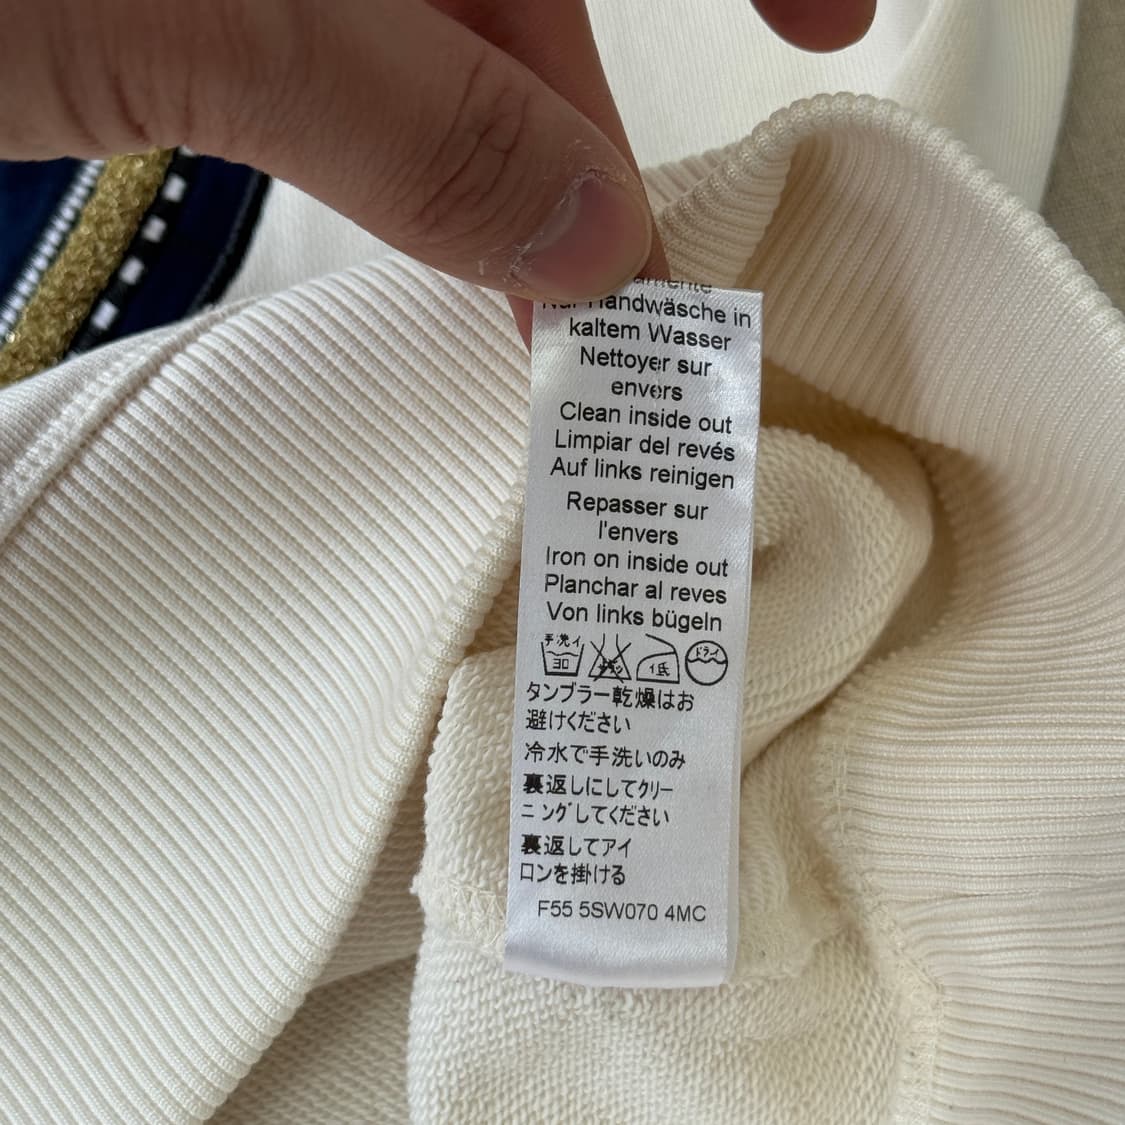 Handwäsche in
kaltem Wasser
Nettoyer sur
envers
Clean inside out
Limpiar del revés
Auf links reinigen
Repasser sur
l'envers
Iron on inside out
Planchar al reves
Von links bügeln
手洗イ
30
ドライ
タンブラー乾燥はお
避けください
冷水で手洗いのみ
裏返しにしてクリー
ニングしてください
裏返してアイ
ロンを掛ける
F55 5SW070 4MC